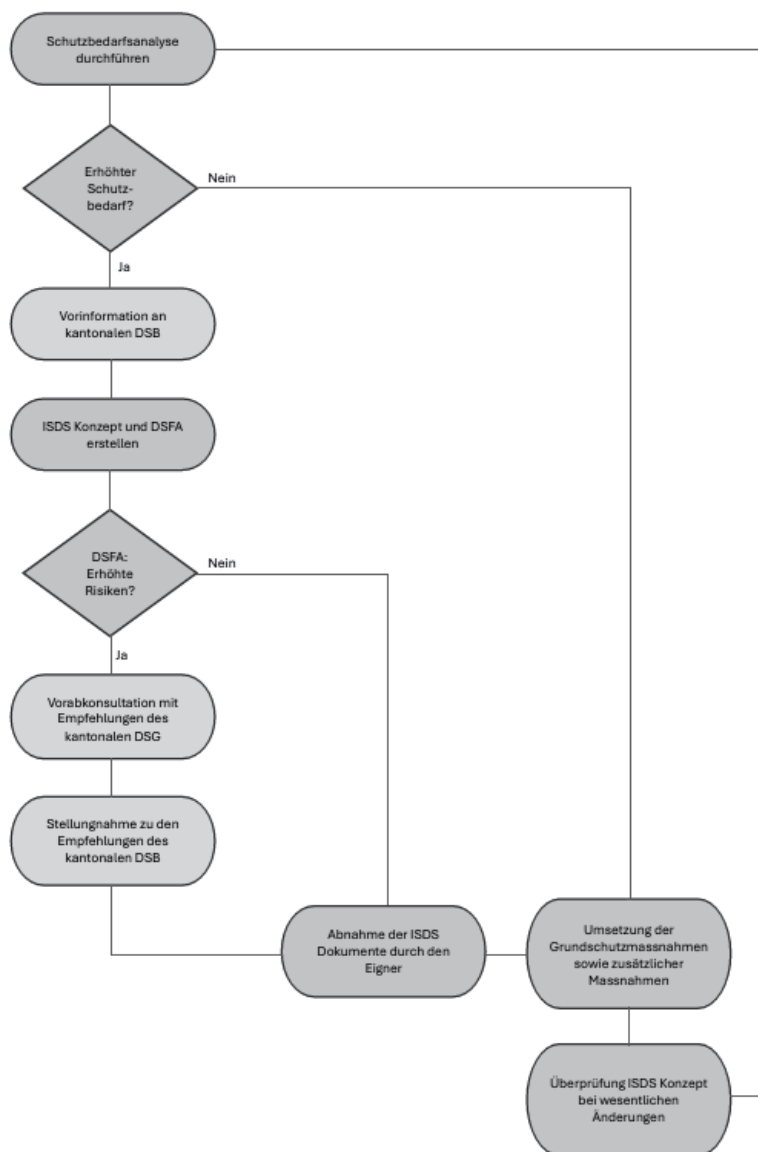 Schutzbedarfsanalyse
durchführen
Erhöhter
Schutz-
bedarf?
Nein
Ja
Vorinformation an
kantonalen DSB
ISDS Konzept und DSFA
erstellen
DSFA:
Erhöhte
Risiken?
Nein
Ja
Vorabkonsultation mit
Empfehlungen des
kantonalen DSG
Stellungnahme zu den
Empfehlungen des
kantonalen DSB
Abnahme der ISDS
Dokumente durch den
Eigner
Umsetzung der
Grundschutzmassnahmen
sowie zusätzlicher
Massnahmen
Überprüfung ISDS Konzept
bei wesentlichen
Änderungen